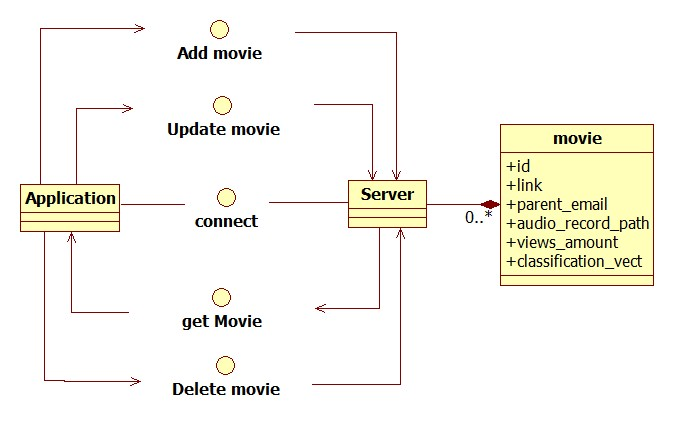 Add movie
Update movie
movie
+id
+link
+parent_email
+audio_record_path
+views_amount
+classification_vect
Application
Server
connect
0..*
get Movie
Delete movie